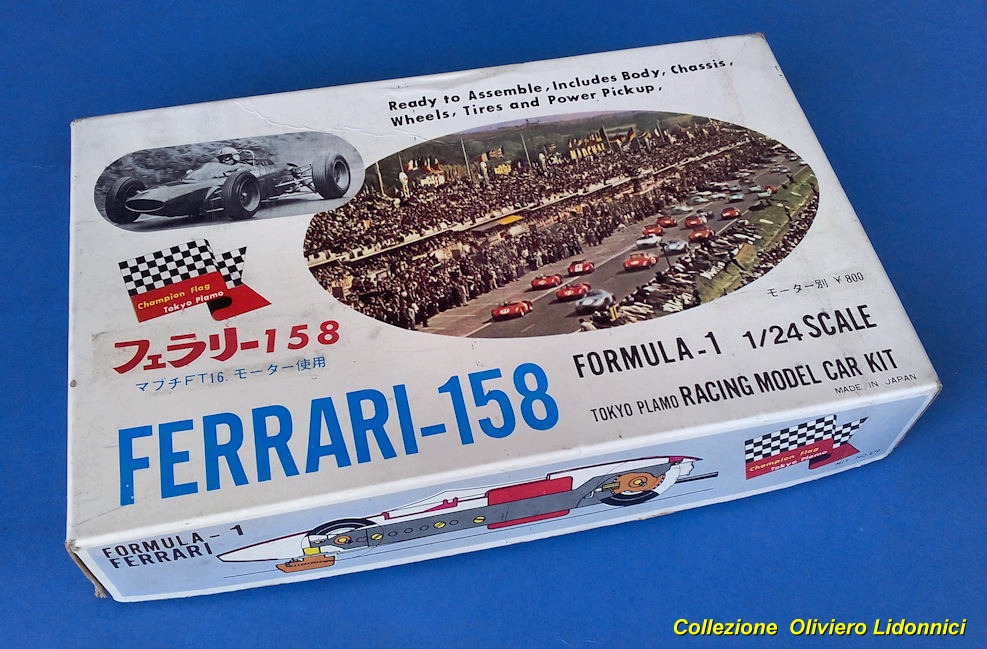 Ready to Assemble, Includes Body, Chassis,
Wheels, Tires and Power Pickup,
Champion Flag
Tokyo Plamo
フェラリー158
マブチFT16.モーター使用
FERRARI-158
モーター別 ¥800
FORMULA-1 1/24 SCALE
TOKYO PLAMO RACING MODEL CAR KIT
MADE IN JAPAN
FORMULA-1
FERRARI
Champion Flag
Tokyo Plamo
KIT NO.
Collezione Oliviero Lidonnici